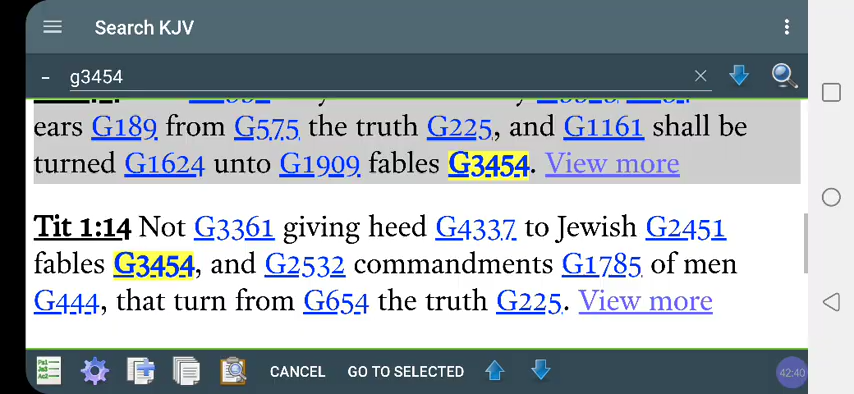 Search KJV
- g3454
ears G189 from G575 the truth G225, and G1161 shall be
turned G1624 unto G1909 fables G3454. View more
Tit 1:14 Not G3361 giving heed G4337 to Jewish G2451
fables G3454, and G2532 commandments G1785 of men
G444, that turn from G654 the truth G225. View more
CANCEL GO TO SELECTED
42:40